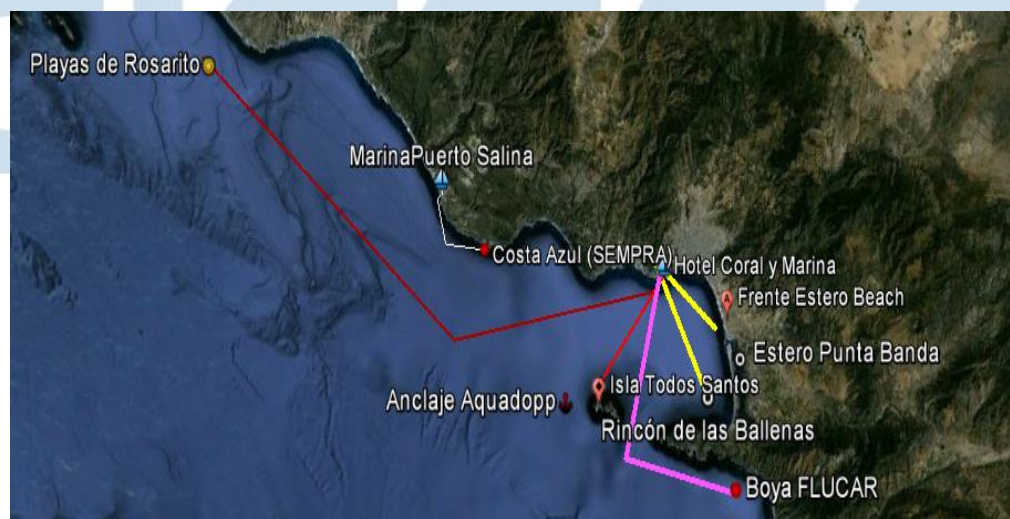 Playas de Rosarito
MarinaPuerto Salina
Costa Azul (SEMPRA)
Hotel Coral y Marina
Frente Estero Beach
Estero Punta Banda
Isla Todos Santos
Anclaje Aquadopp
Rincón de las Ballenas
Boya FLUCAR